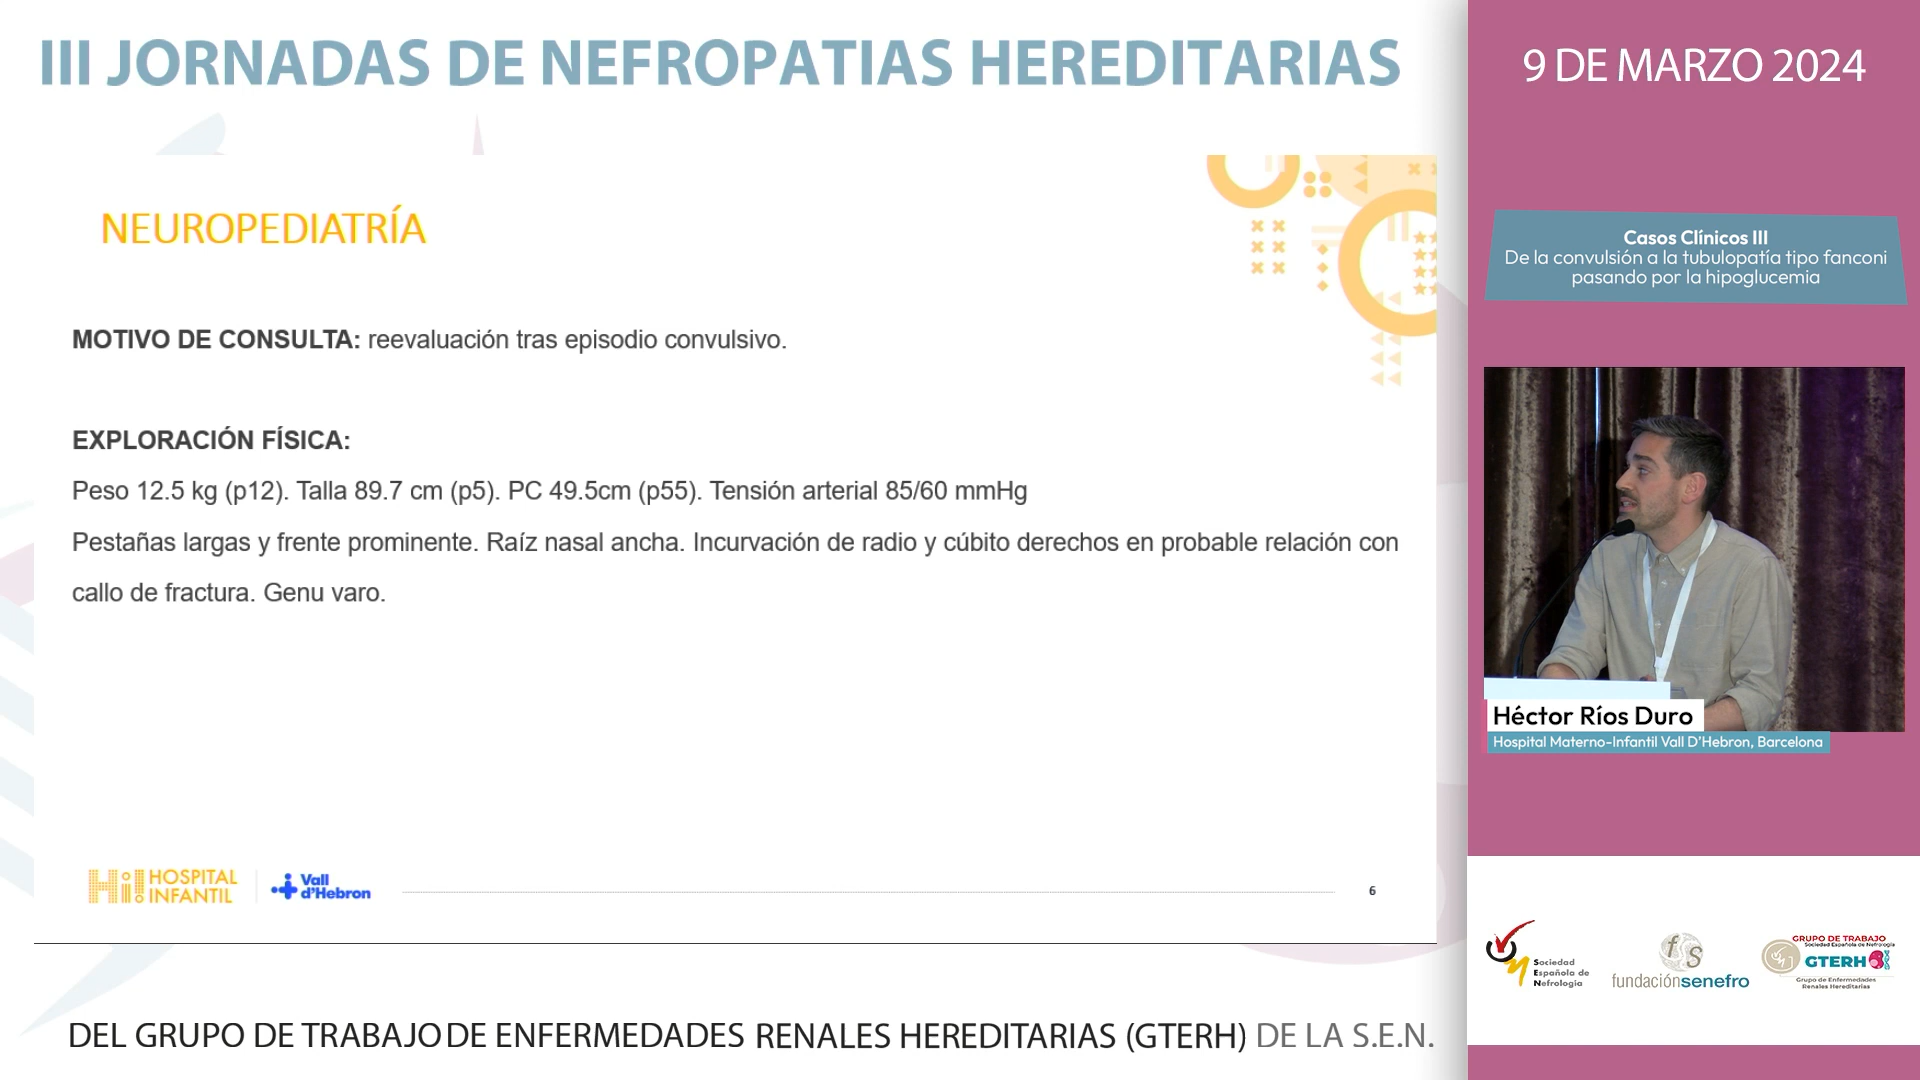 III JORNADAS DE NEFROPATIAS HEREDITARIAS
9 DE MARZO 2024
NEUROPEDIATRÍA
MOTIVO DE CONSULTA: reevaluación tras episodio convulsivo.
EXPLORACIÓN FÍSICA:
Peso 12.5 kg (p12). Talla 89.7 cm (p5). PC 49.5cm (p55). Tensión arterial 85/60 mmHg
Pestañas largas y frente prominente. Raíz nasal ancha. Incurvación de radio y cúbito derechos en probable relación con
callo de fractura. Genu varo.
Hi! HOSPITAL
INFANTIL
Vall
d'Hebron
6
Casos Clínicos III
De la convulsión a la tubulopatía tipo fanconi
pasando por la hipoglucemia
Héctor Ríos Duro
Hospital Materno-Infantil Vall D'Hebron, Barcelona
Sociedad
Española de
Nefrología
fundaciónsenefro
GRUPO DE TRABAJO
Sociedad Española de Nefrología
GTERH
Grupo de Enfermedades
Renales Hereditarias
DEL GRUPO DE TRABAJO DE ENFERMEDADES RENALES HEREDITARIAS (GTERH) DE LA S.E.N.